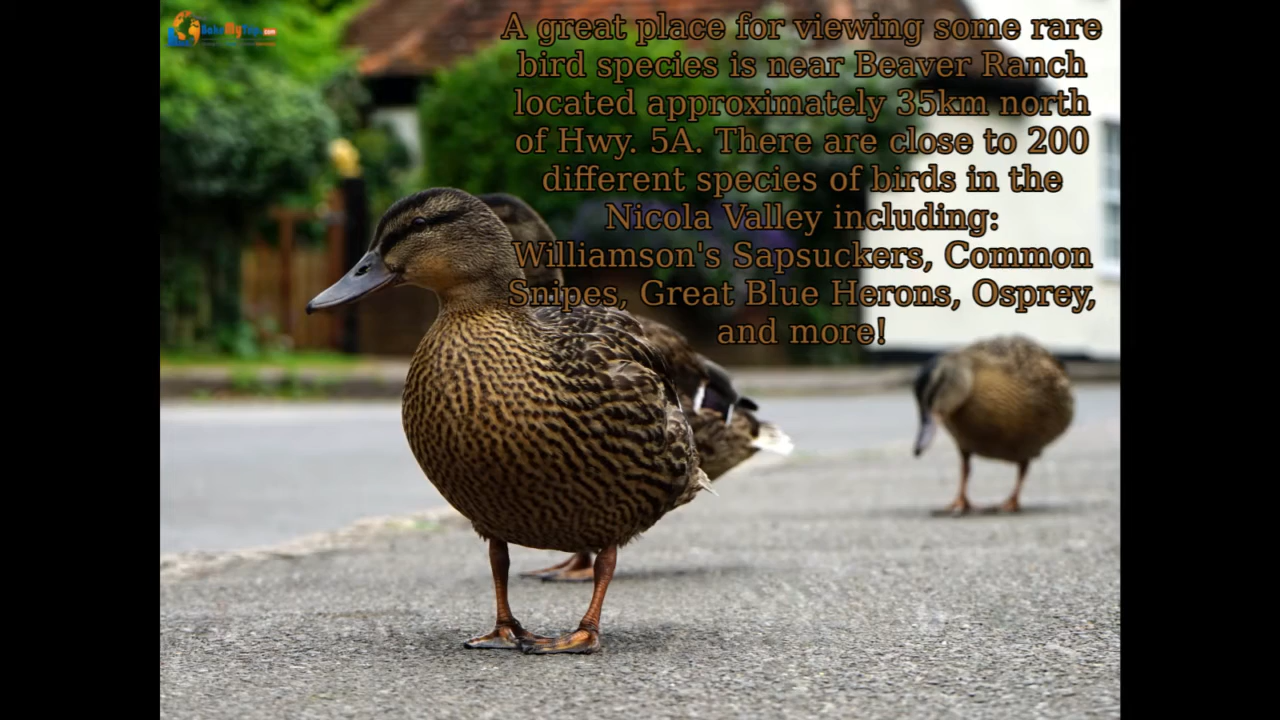 BakeMyTrip.com
A great place for viewing some rare
bird species is near Beaver Ranch
located approximately 35km north
of Hwy. 5A. There are close to 200
different species of birds in the
Nicola Valley including:
Williamson's Sapsuckers, Common
Snipes, Great Blue Herons, Osprey,
and more!